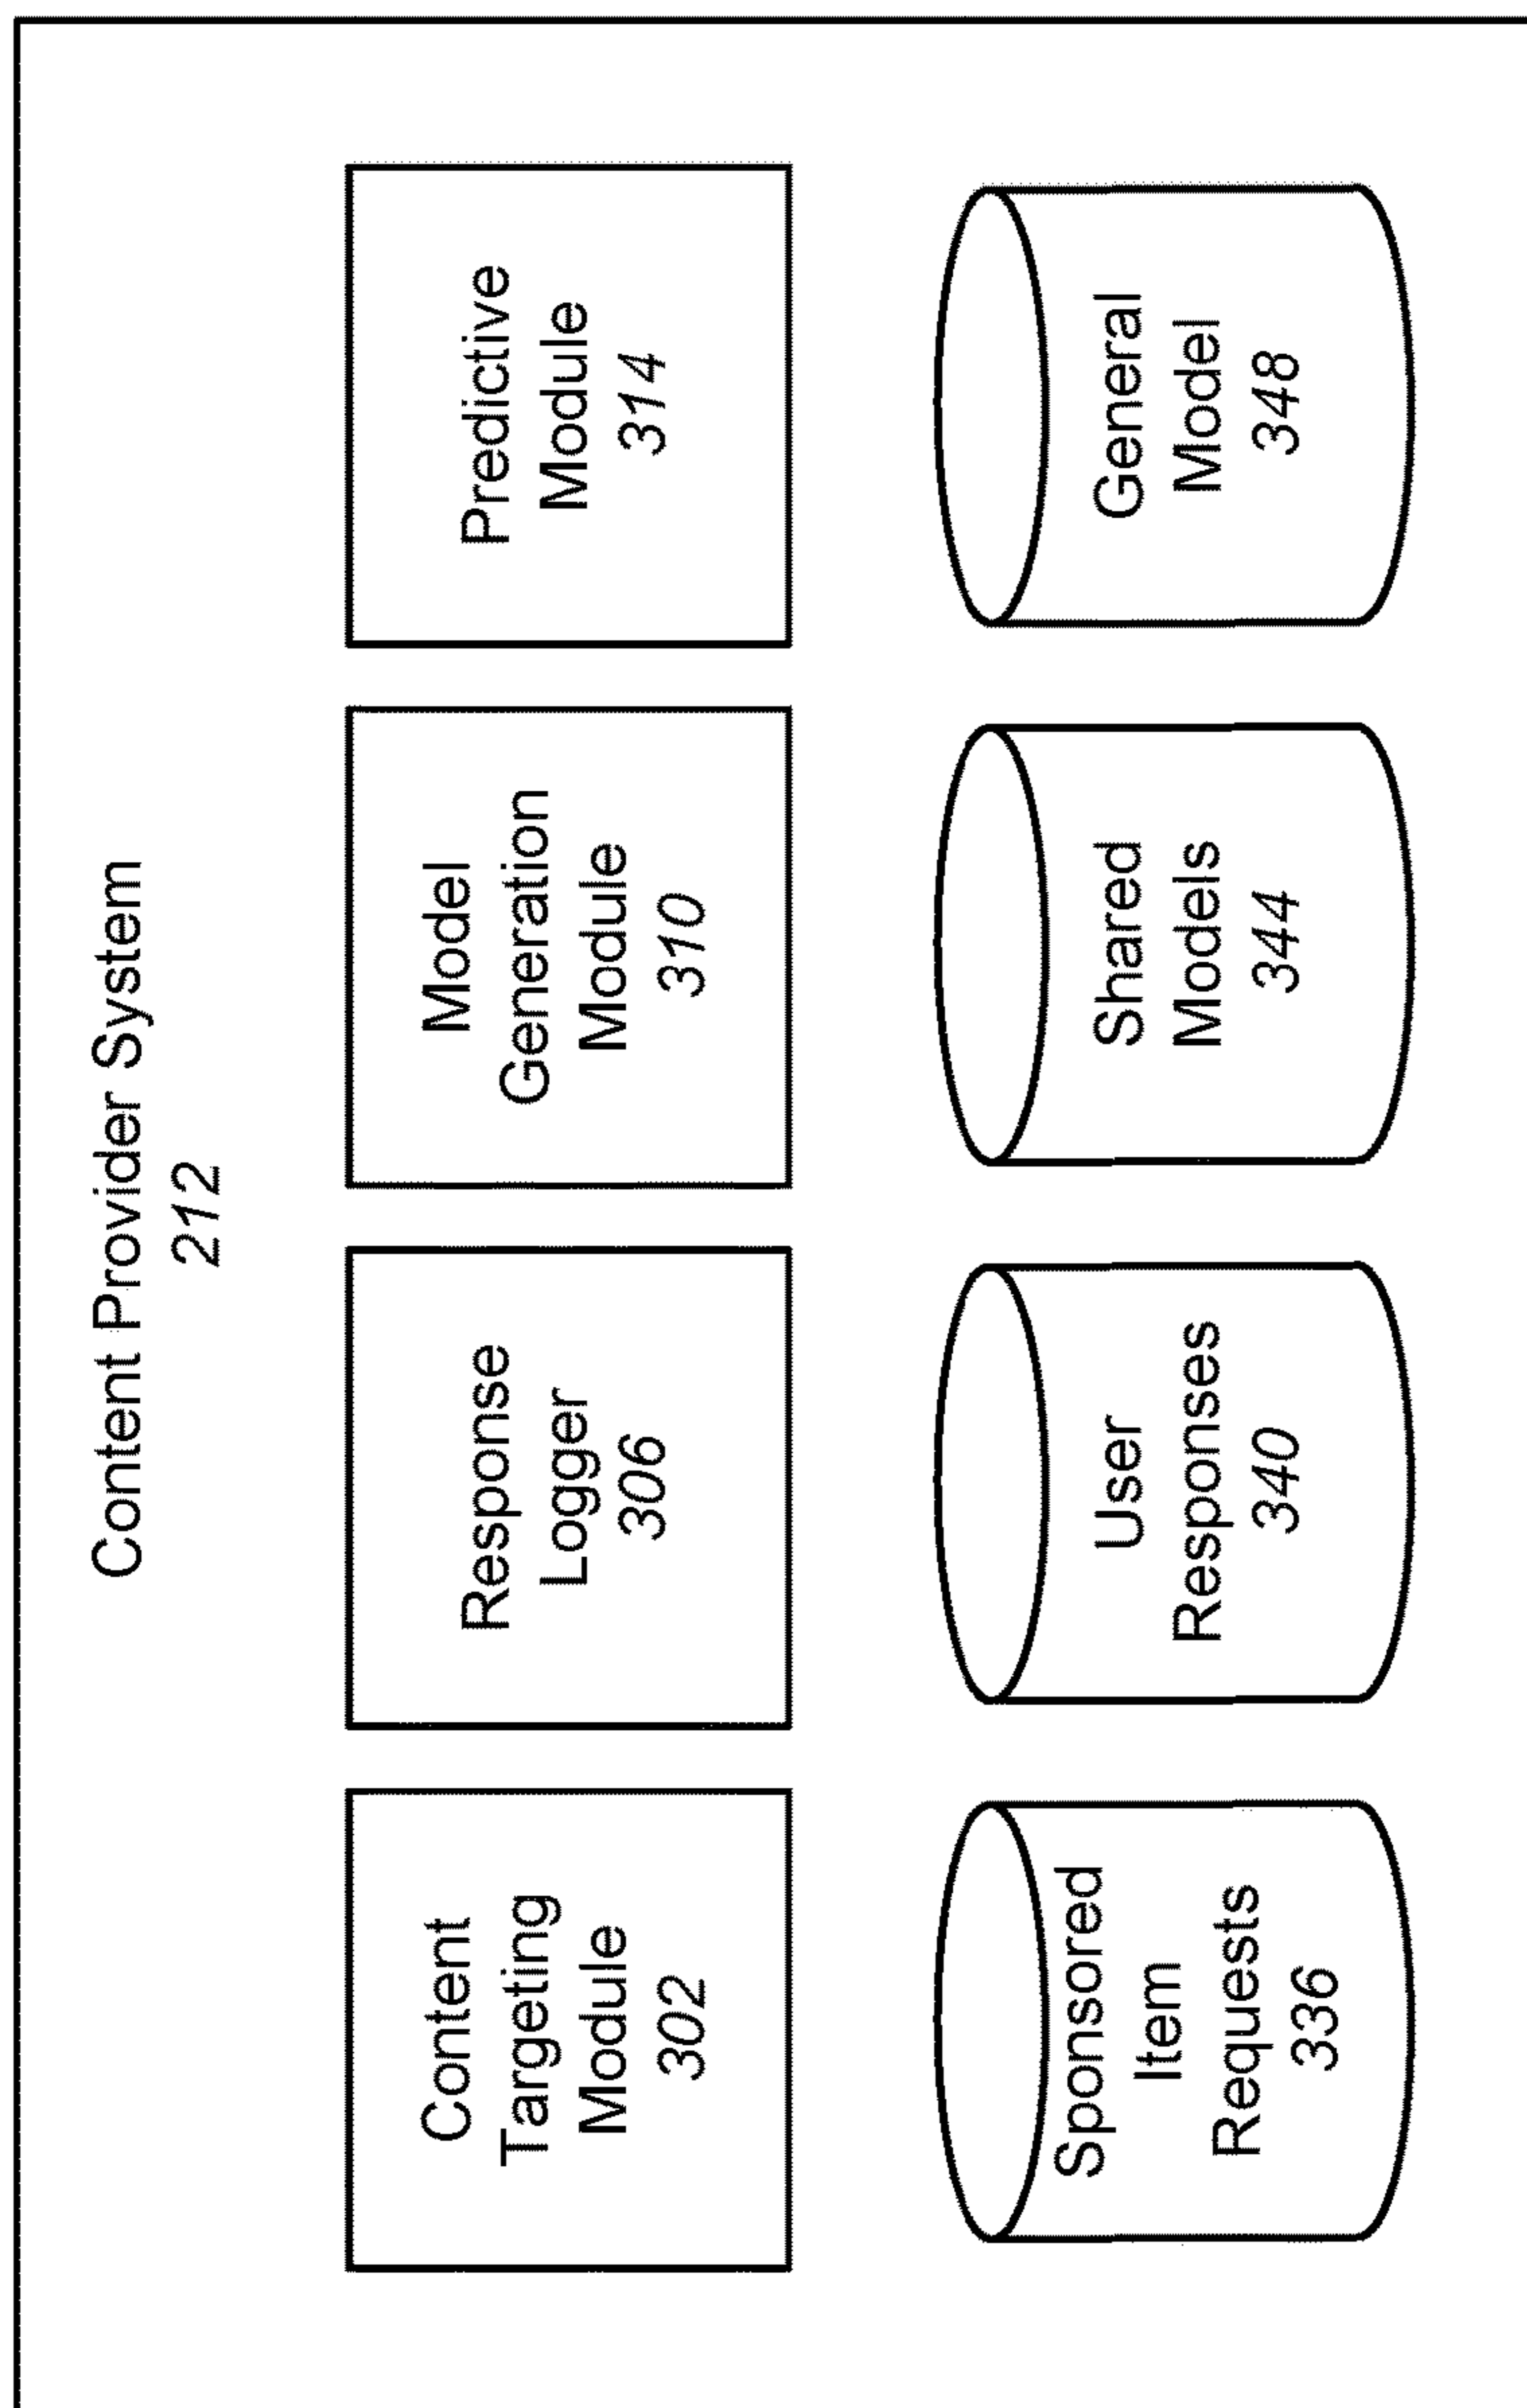 Content Provider System
212
Content
Targeting
Module
302
Response
Logger
306
Model
Generation
Module
310
Predictive
Module
314
Sponsored
Item
Requests
336
User
Responses
340
Shared
Models
344
General
Model
348